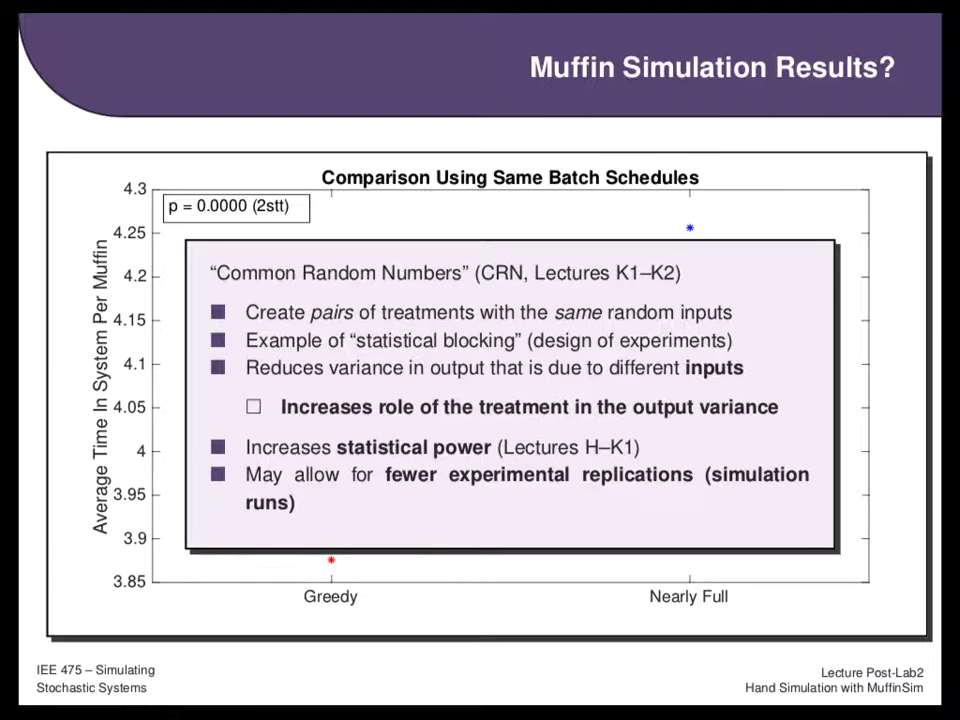 Muffin Simulation Results?
Comparison Using Same Batch Schedules
p = 0.0000 (2stt)
Average Time In System Per Muffin
4.3
4.25
4.2
4.15
4.1
4.05
4
3.95
3.9
3.85
“Common Random Numbers” (CRN, Lectures K1–K2)
Create pairs of treatments with the same random inputs
Example of “statistical blocking” (design of experiments)
Reduces variance in output that is due to different inputs
Increases role of the treatment in the output variance
Increases statistical power (Lectures H–K1)
May allow for fewer experimental replications (simulation
runs)
Greedy
Nearly Full
IEE 475 – Simulating
Stochastic Systems
Lecture Post-Lab2
Hand Simulation with MuffinSim